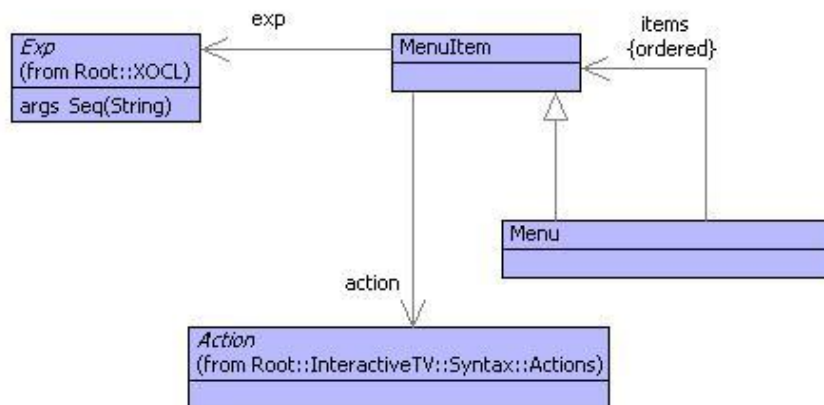 exp
items
{ordered}
Exp
(from Root::XOCL)
args Seq(String)
MenuItem
Menu
action
Action
(from Root::InteractiveTV::Syntax::Actions)